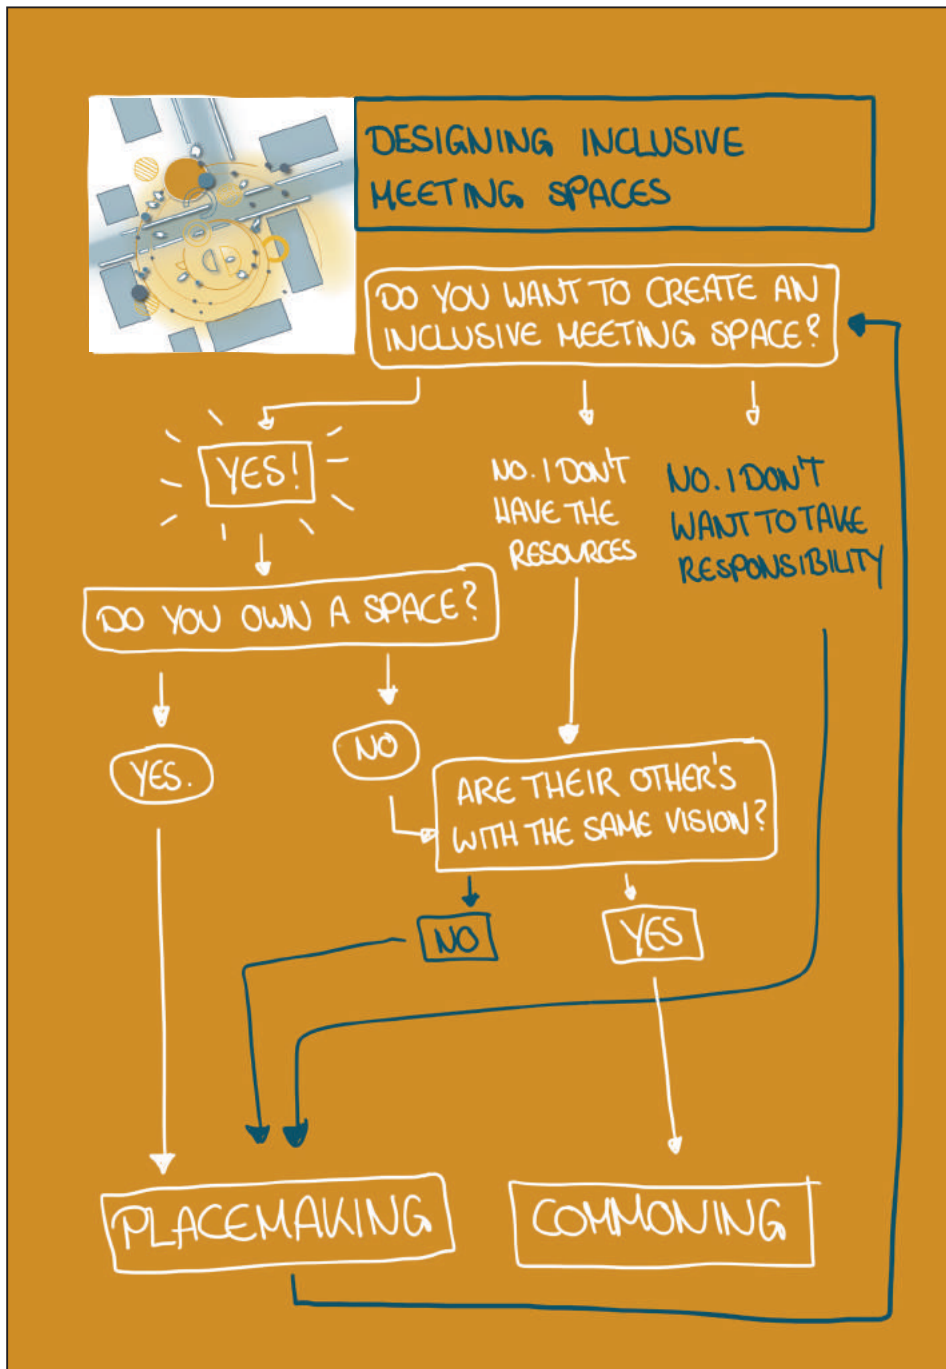 DESIGNING INCLUSIVE
MEETING SPACES
DO YOU WANT TO CREATE AN
INCLUSIVE MEETING SPACE?
YES!
NO. I DON'T
HAVE THE
RESOURCES
NO. I DON'T
WANT TO TAKE
RESPONSIBILITY
DO YOU OWN A SPACE?
YES.
NO
ARE THEIR OTHER'S
WITH THE SAME VISION?
NO
YES
PLACEMAKING
COMMONING